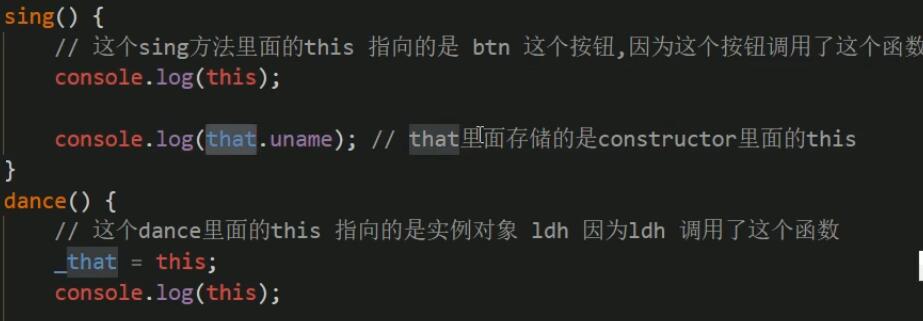 sing() {
// 这个sing方法里面的this 指向的是 btn 这个按钮,因为这个按钮调用了这个函数
console.log(this);
console.log(that.uname); // that里面存储的是constructor里面的this
}
dance() {
// 这个dance里面的this 指向的是实例对象 ldh 因为ldh 调用了这个函数
_that = this;
console.log(this);